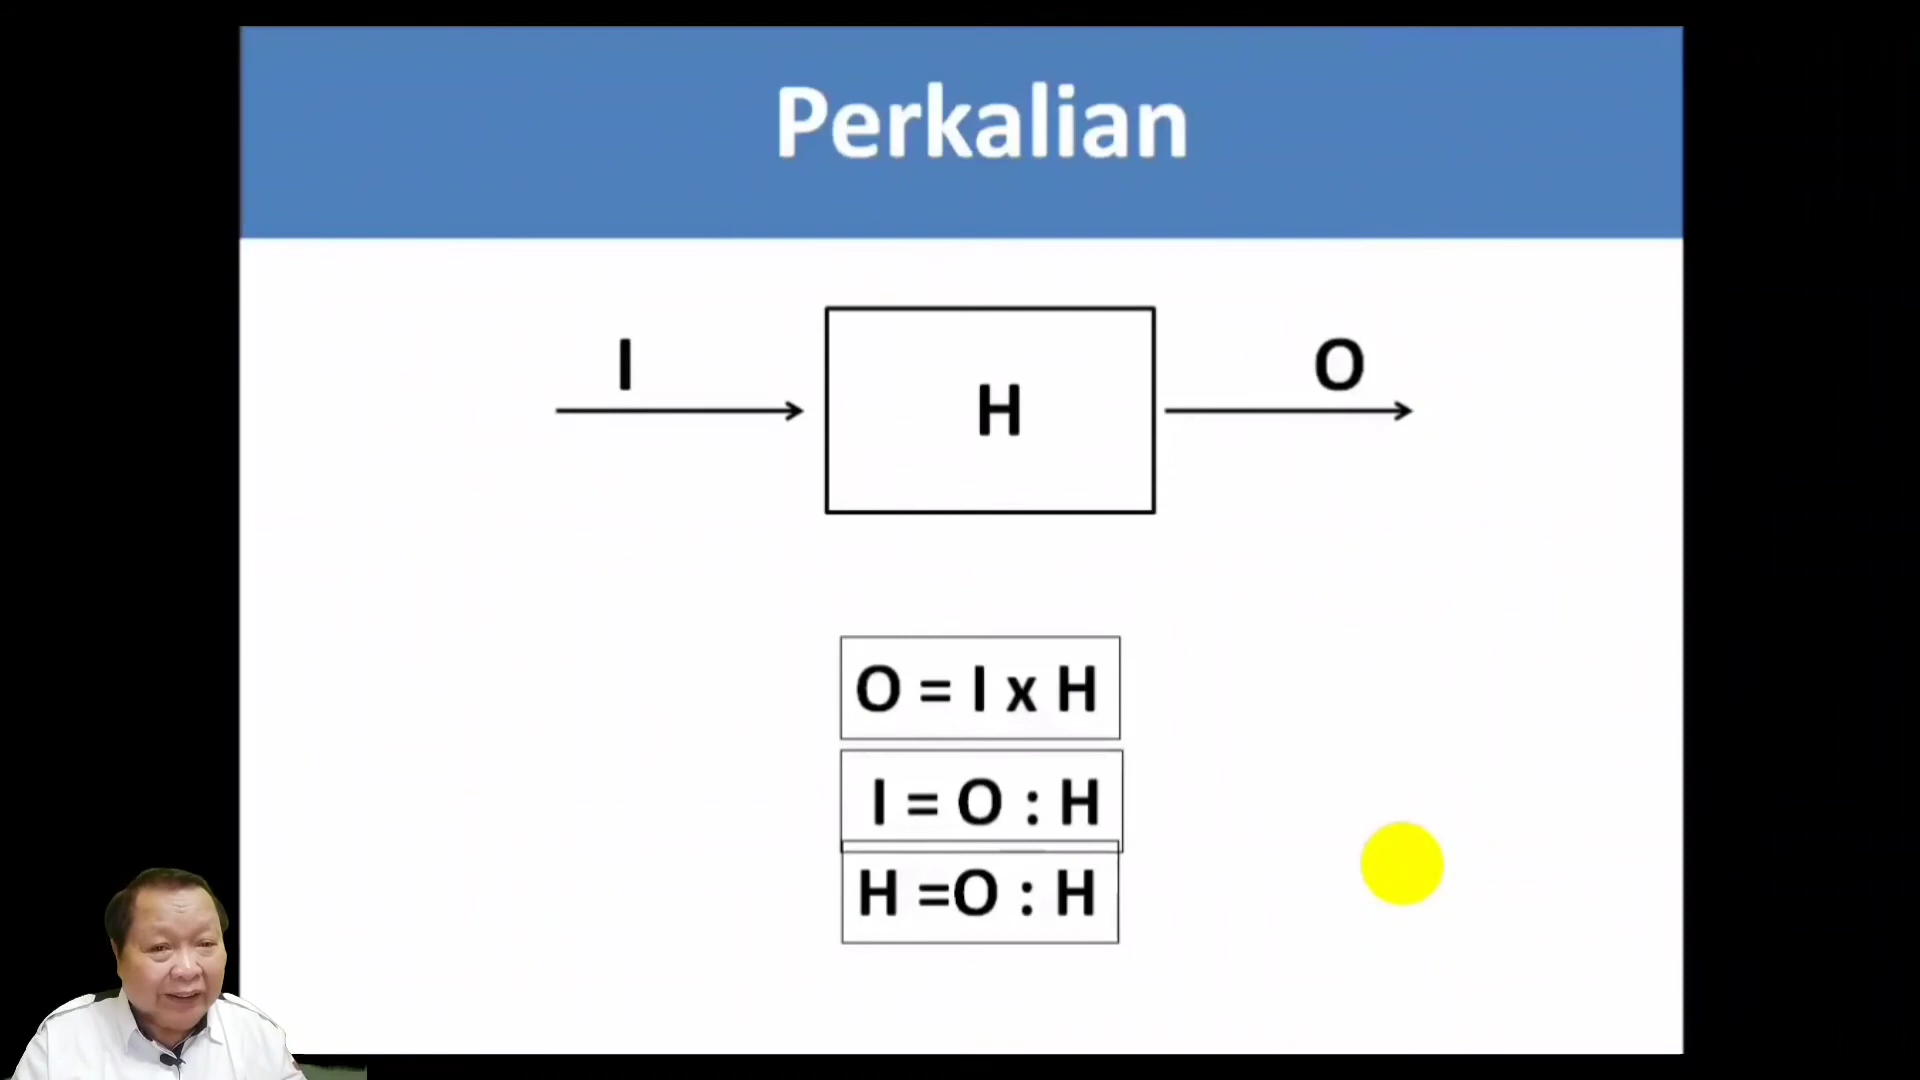 Perkalian
I
H
O
O = I x H
I = O : H
H =O : H